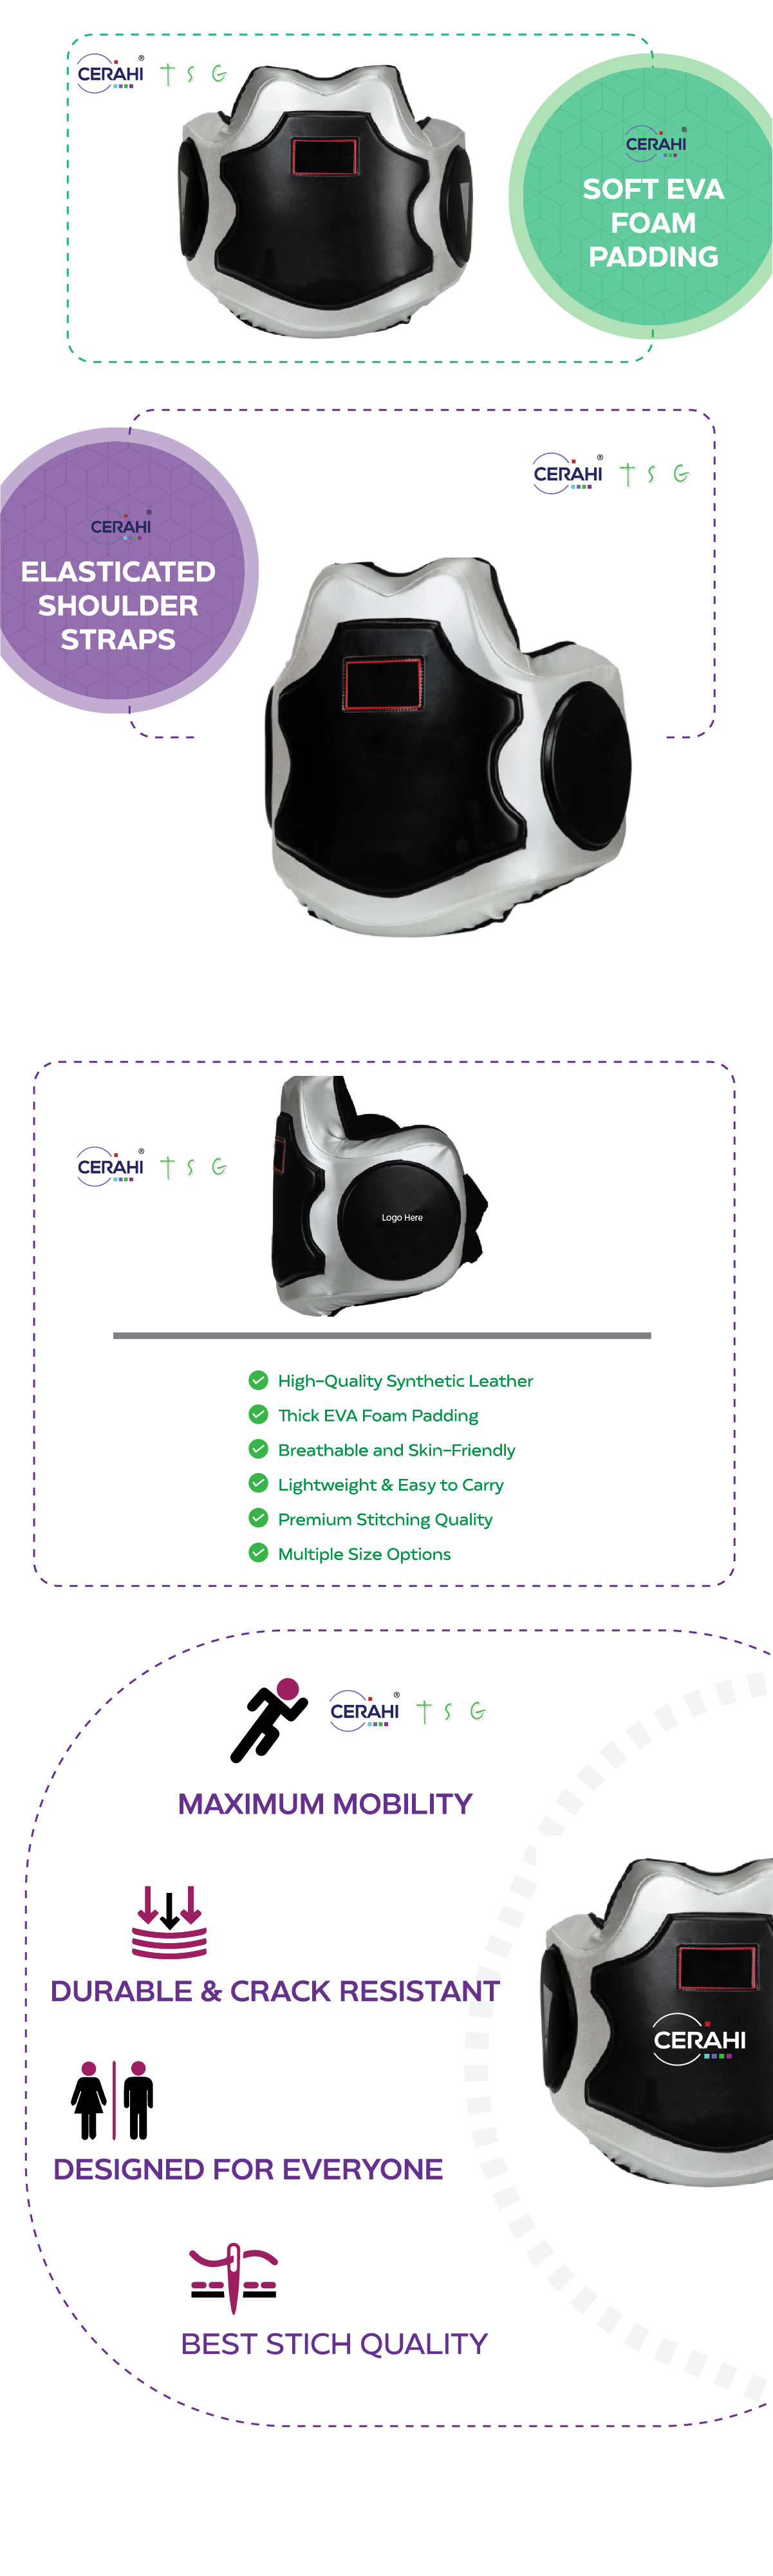 CERAHI ® T S G
CERAHI ®
SOFT EVA
FOAM
PADDING
CERAHI ® T S G
CERAHI ®
ELASTICATED
SHOULDER
STRAPS
CERAHI ® T S G
Logo Here
High-Quality Synthetic Leather
Thick EVA Foam Padding
Breathable and Skin-Friendly
Lightweight & Easy to Carry
Premium Stitching Quality
Multiple Size Options
CERAHI ® T S G
MAXIMUM MOBILITY
DURABLE & CRACK RESISTANT
CERAHI
DESIGNED FOR EVERYONE
BEST STICH QUALITY